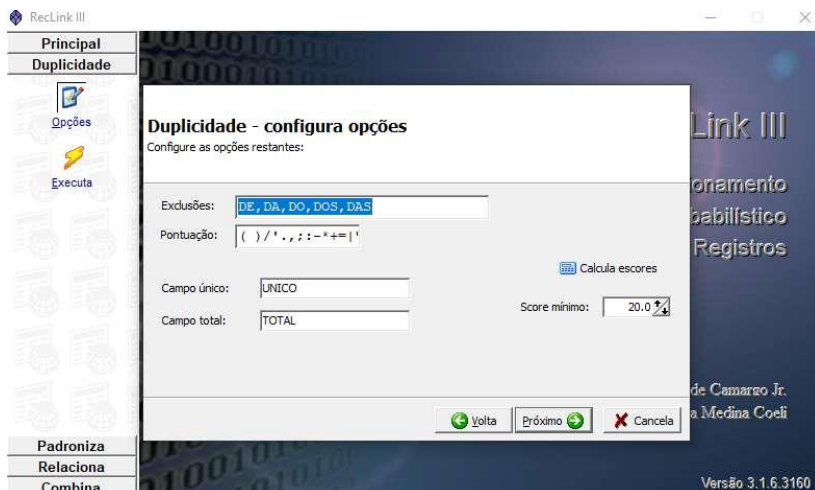 RecLink III
Principal
Duplicidade
Opções
Executa
Padroniza
Relaciona
Combina
Duplicidade - configura opções
Configure as opções restantes:
Exclusões: DE,DA,DO,DOS,DAS
Pontuação: ( )/'.,;:-*+=|'
Calcula escores
Campo único: UNICO
Score mínimo: 20.0
Campo total: TOTAL
Volta Próximo Cancela
Link III
onamento
babilístico
Registros
de Camargo Jr.
a Medina Coeli
Versão 3.1.6.3160